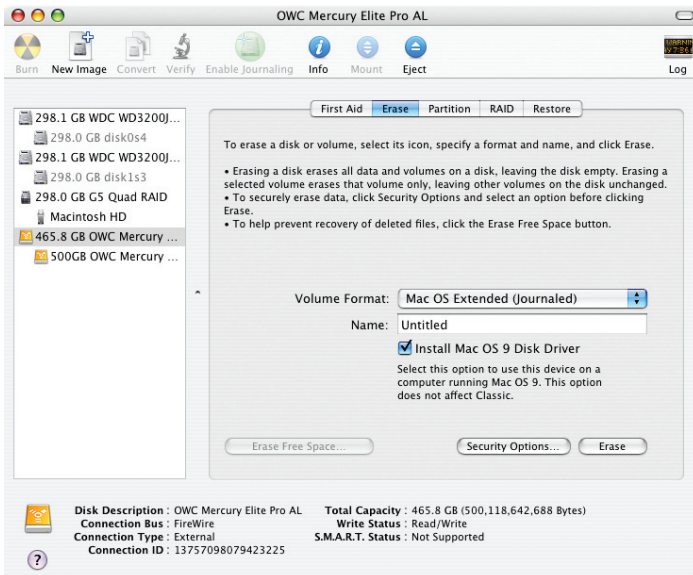 OWC Mercury Elite Pro AL
Burn New Image Convert Verify Enable Journaling Info Mount Eject Log
298.1 GB WDC WD3200J...
298.0 GB disk0s4
298.1 GB WDC WD3200J...
298.0 GB disk1s3
298.0 GB G5 Quad RAID
Macintosh HD
465.8 GB OWC Mercury ...
500GB OWC Mercury ...
First Aid Erase Partition RAID Restore
To erase a disk or volume, select its icon, specify a format and name, and click Erase.
• Erasing a disk erases all data and volumes on a disk, leaving the disk empty. Erasing a
selected volume erases that volume only, leaving other volumes on the disk unchanged.
• To securely erase data, click Security Options and select an option before clicking
Erase.
• To help prevent recovery of deleted files, click the Erase Free Space button.
Volume Format: Mac OS Extended (Journaled)
Name: Untitled
Install Mac OS 9 Disk Driver
Select this option to use this device on a
computer running Mac OS 9. This option
does not affect Classic.
Erase Free Space... Security Options... Erase
Disk Description : OWC Mercury Elite Pro AL Total Capacity : 465.8 GB (500,118,642,688 Bytes)
Connection Bus : FireWire Write Status : Read/Write
Connection Type : External S.M.A.R.T. Status : Not Supported
Connection ID : 13757098079423225
?